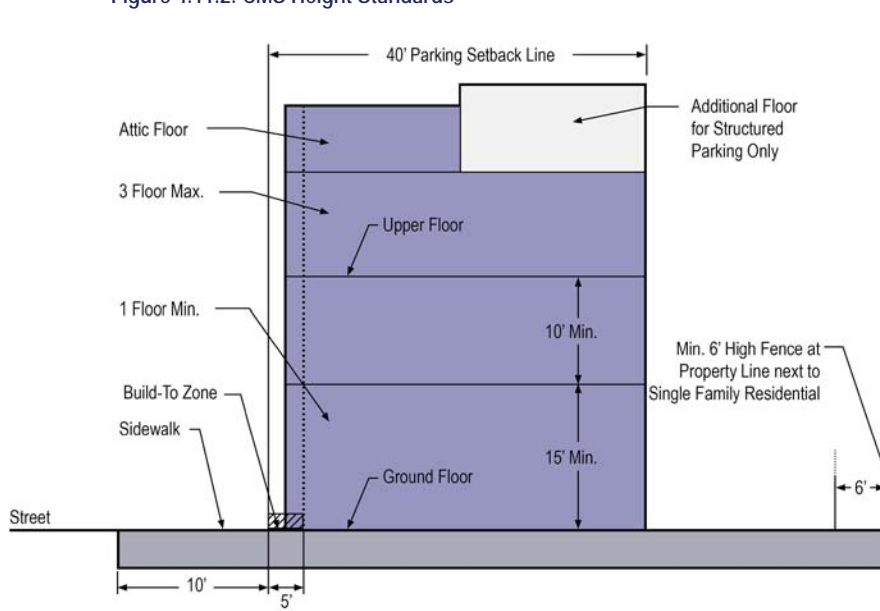 40' Parking Setback Line
Attic Floor
Additional Floor
for Structured
Parking Only
3 Floor Max.
Upper Floor
1 Floor Min.
10' Min.
Min. 6' High Fence at
Property Line next to
Single Family Residential
Build-To Zone
Sidewalk
15' Min.
Ground Floor
6'
Street
10'
5'